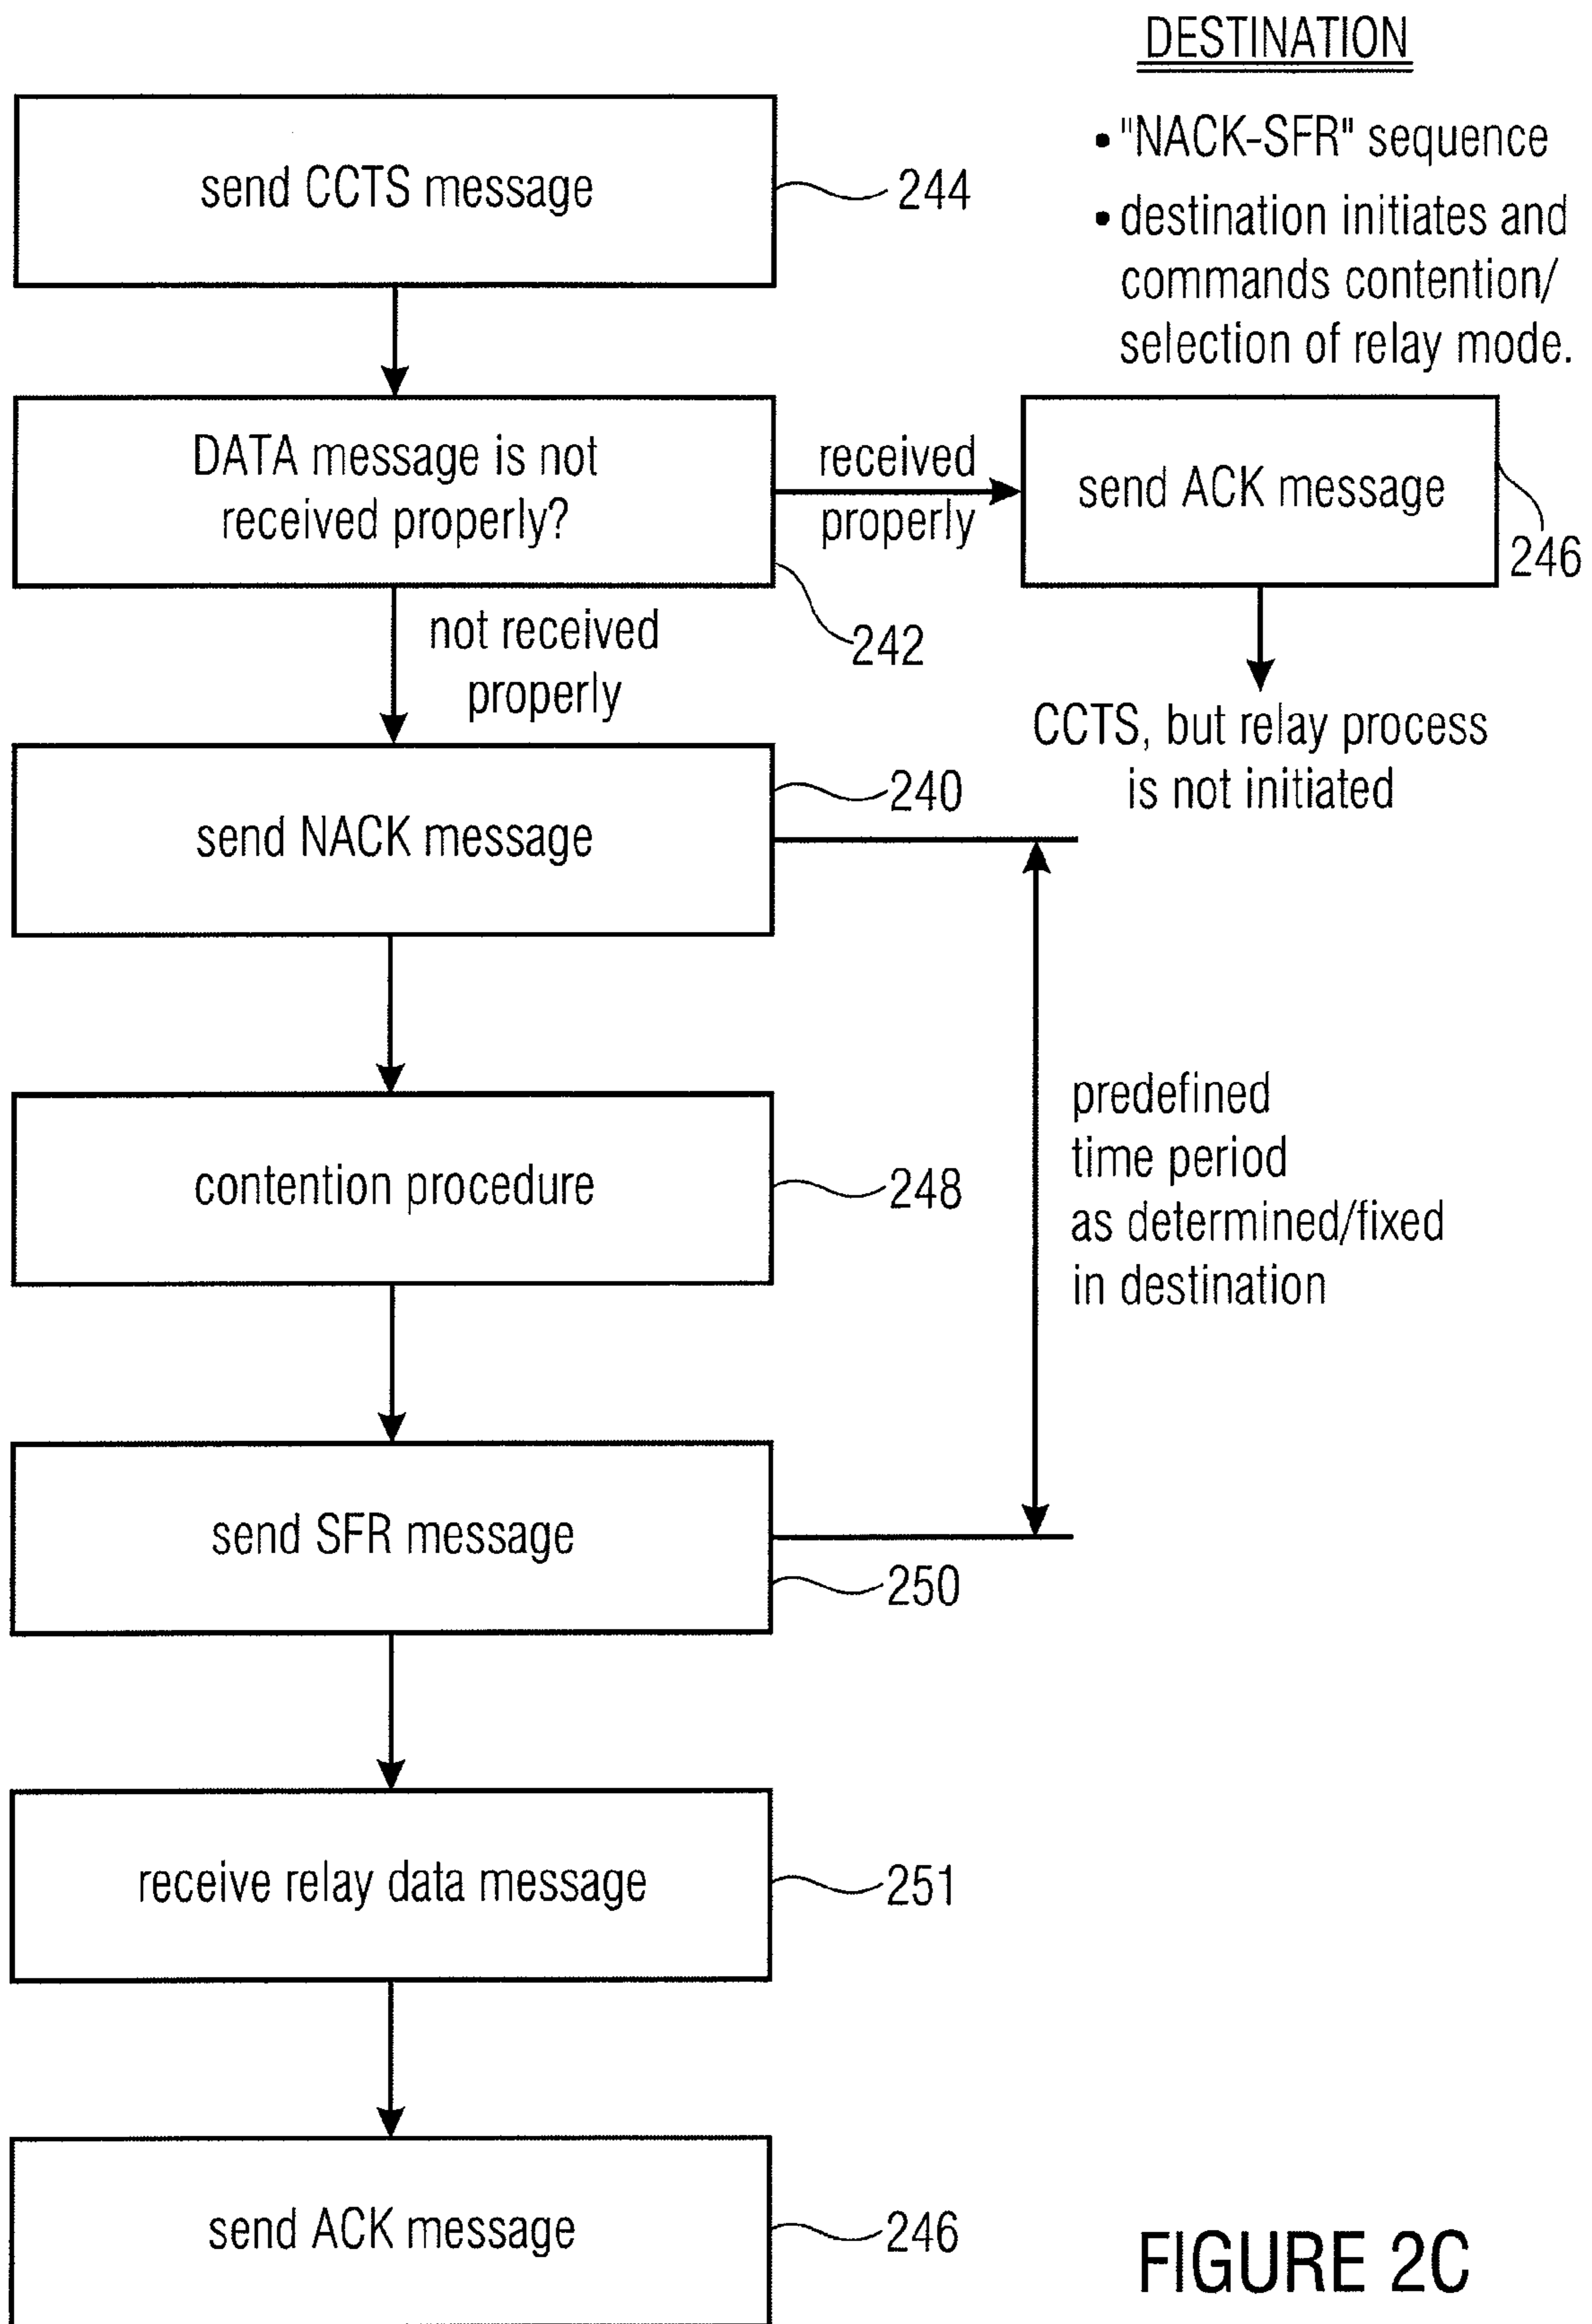 DESTINATION
• "NACK-SFR" sequence
• destination initiates and
commands contention/
selection of relay mode.
send CCTS message
244
DATA message is not
received properly?
242
received
properly
send ACK message
246
CCTS, but relay process
is not initiated
not received
properly
send NACK message
240
predefined
time period
as determined/fixed
in destination
contention procedure
248
send SFR message
250
receive relay data message
251
send ACK message
246
FIGURE 2C